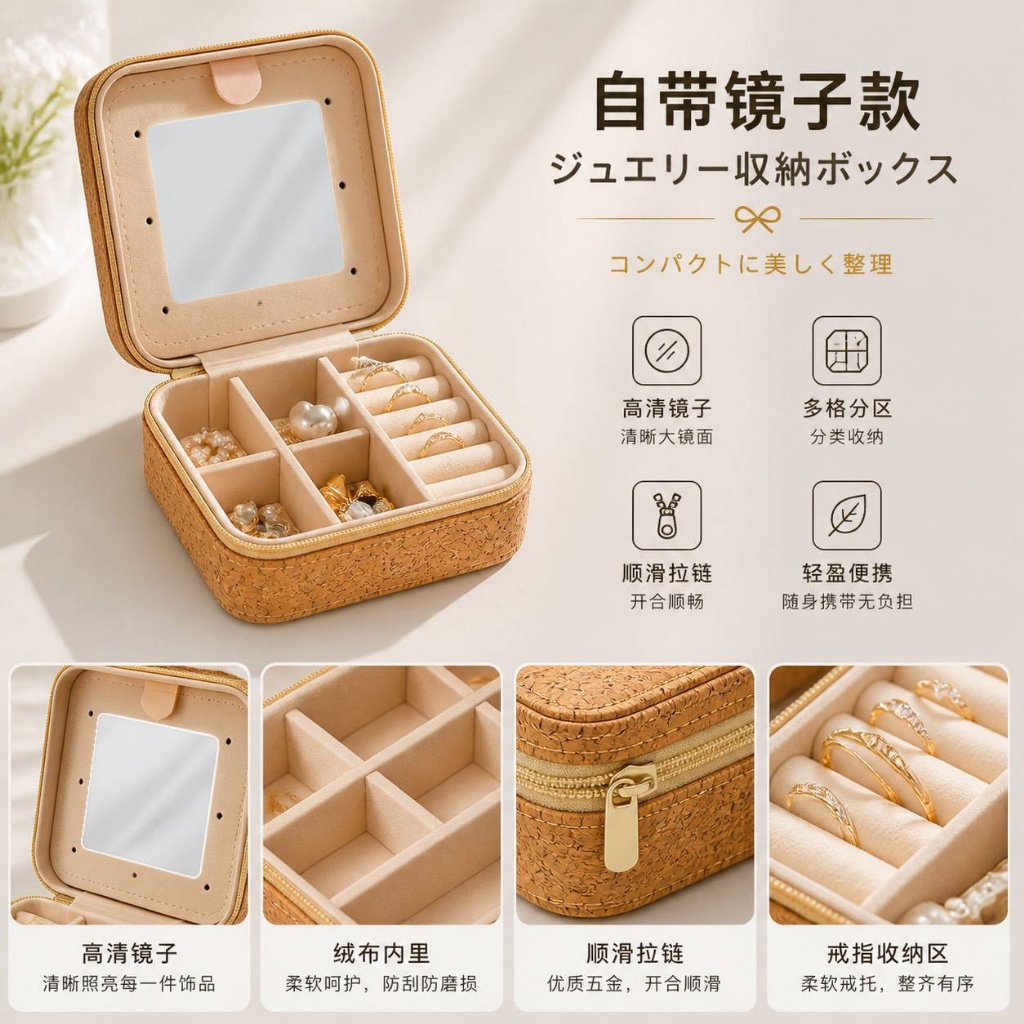 自带镜子款
ジュエリー収納ボックス
コンパクトに美しく整理
高清镜子
清晰大镜面
多格分区
分类收纳
顺滑拉链
开合顺畅
轻盈便携
随身携带无负担
高清镜子
清晰照亮每一件饰品
绒布内里
柔软呵护，防刮防磨损
顺滑拉链
优质五金，开合顺滑
戒指收纳区
柔软戒托，整齐有序